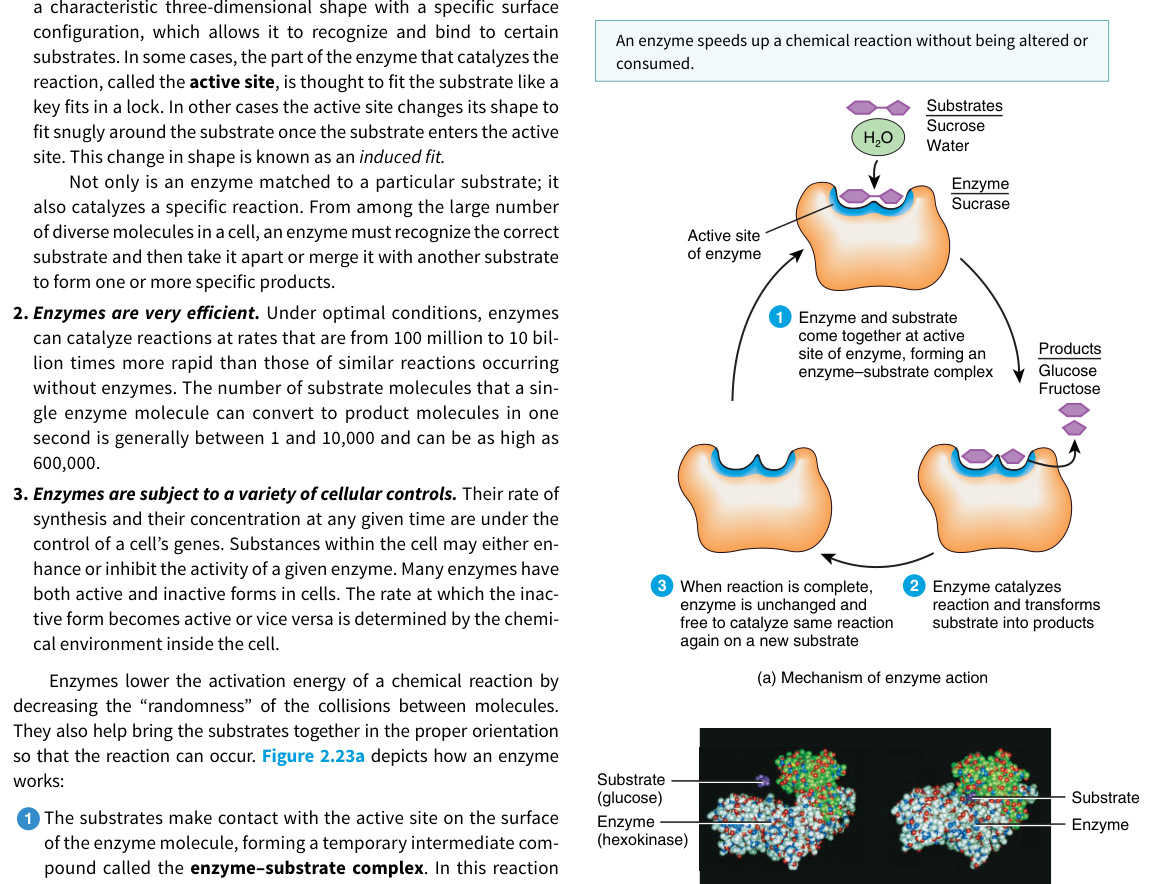 a characteristic three-dimensional shape with a specific surface
configuration, which allows it to recognize and bind to certain
substrates. In some cases, the part of the enzyme that catalyzes the
reaction, called the active site, is thought to fit the substrate like a
key fits in a lock. In other cases the active site changes its shape to
fit snugly around the substrate once the substrate enters the active
site. This change in shape is known as an induced fit.
Not only is an enzyme matched to a particular substrate; it
also catalyzes a specific reaction. From among the large number
of diverse molecules in a cell, an enzyme must recognize the correct
substrate and then take it apart or merge it with another substrate
to form one or more specific products.
2. Enzymes are very efficient. Under optimal conditions, enzymes
can catalyze reactions at rates that are from 100 million to 10 bil-
lion times more rapid than those of similar reactions occurring
without enzymes. The number of substrate molecules that a sin-
gle enzyme molecule can convert to product molecules in one
second is generally between 1 and 10,000 and can be as high as
600,000.
3. Enzymes are subject to a variety of cellular controls. Their rate of
synthesis and their concentration at any given time are under the
control of a cell's genes. Substances within the cell may either en-
hance or inhibit the activity of a given enzyme. Many enzymes have
both active and inactive forms in cells. The rate at which the inac-
tive form becomes active or vice versa is determined by the chemi-
cal environment inside the cell.
Enzymes lower the activation energy of a chemical reaction by
decreasing the “randomness” of the collisions between molecules.
They also help bring the substrates together in the proper orientation
so that the reaction can occur. Figure 2.23a depicts how an enzyme
works:
1 The substrates make contact with the active site on the surface
of the enzyme molecule, forming a temporary intermediate com-
pound called the enzyme–substrate complex. In this reaction
An enzyme speeds up a chemical reaction without being altered or
consumed.
Substrates
Sucrose
Water
H₂O
Enzyme
Sucrase
Active site
of enzyme
1 Enzyme and substrate
come together at active
site of enzyme, forming an
enzyme–substrate complex
Products
Glucose
Fructose
3 When reaction is complete,
enzyme is unchanged and
free to catalyze same reaction
again on a new substrate
2 Enzyme catalyzes
reaction and transforms
substrate into products
(a) Mechanism of enzyme action
Substrate
(glucose)
Enzyme
(hexokinase)
Substrate
Enzyme